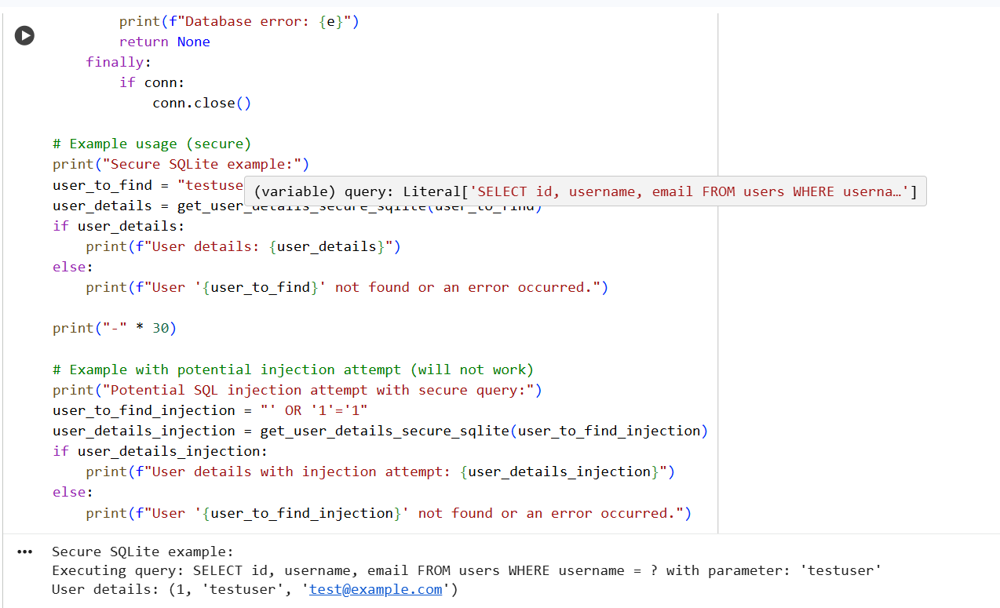 print(f"Database error: {e}")
        return None
    finally:
        if conn:
            conn.close()

# Example usage (secure)
print("Secure SQLite example:")
user_to_find = "testuse
(variable) query: Literal['SELECT id, username, email FROM users WHERE userna…']
user_details = get_user_details_secure_sqlite(user_to_find)
if user_details:
    print(f"User details: {user_details}")
else:
    print(f"User '{user_to_find}' not found or an error occurred.")

print("-" * 30)

# Example with potential injection attempt (will not work)
print("Potential SQL injection attempt with secure query:")
user_to_find_injection = "' OR '1'='1"
user_details_injection = get_user_details_secure_sqlite(user_to_find_injection)
if user_details_injection:
    print(f"User details with injection attempt: {user_details_injection}")
else:
    print(f"User '{user_to_find_injection}' not found or an error occurred.")

Secure SQLite example:
Executing query: SELECT id, username, email FROM users WHERE username = ? with parameter: 'testuser'
User details: (1, 'testuser', 'test@example.com')